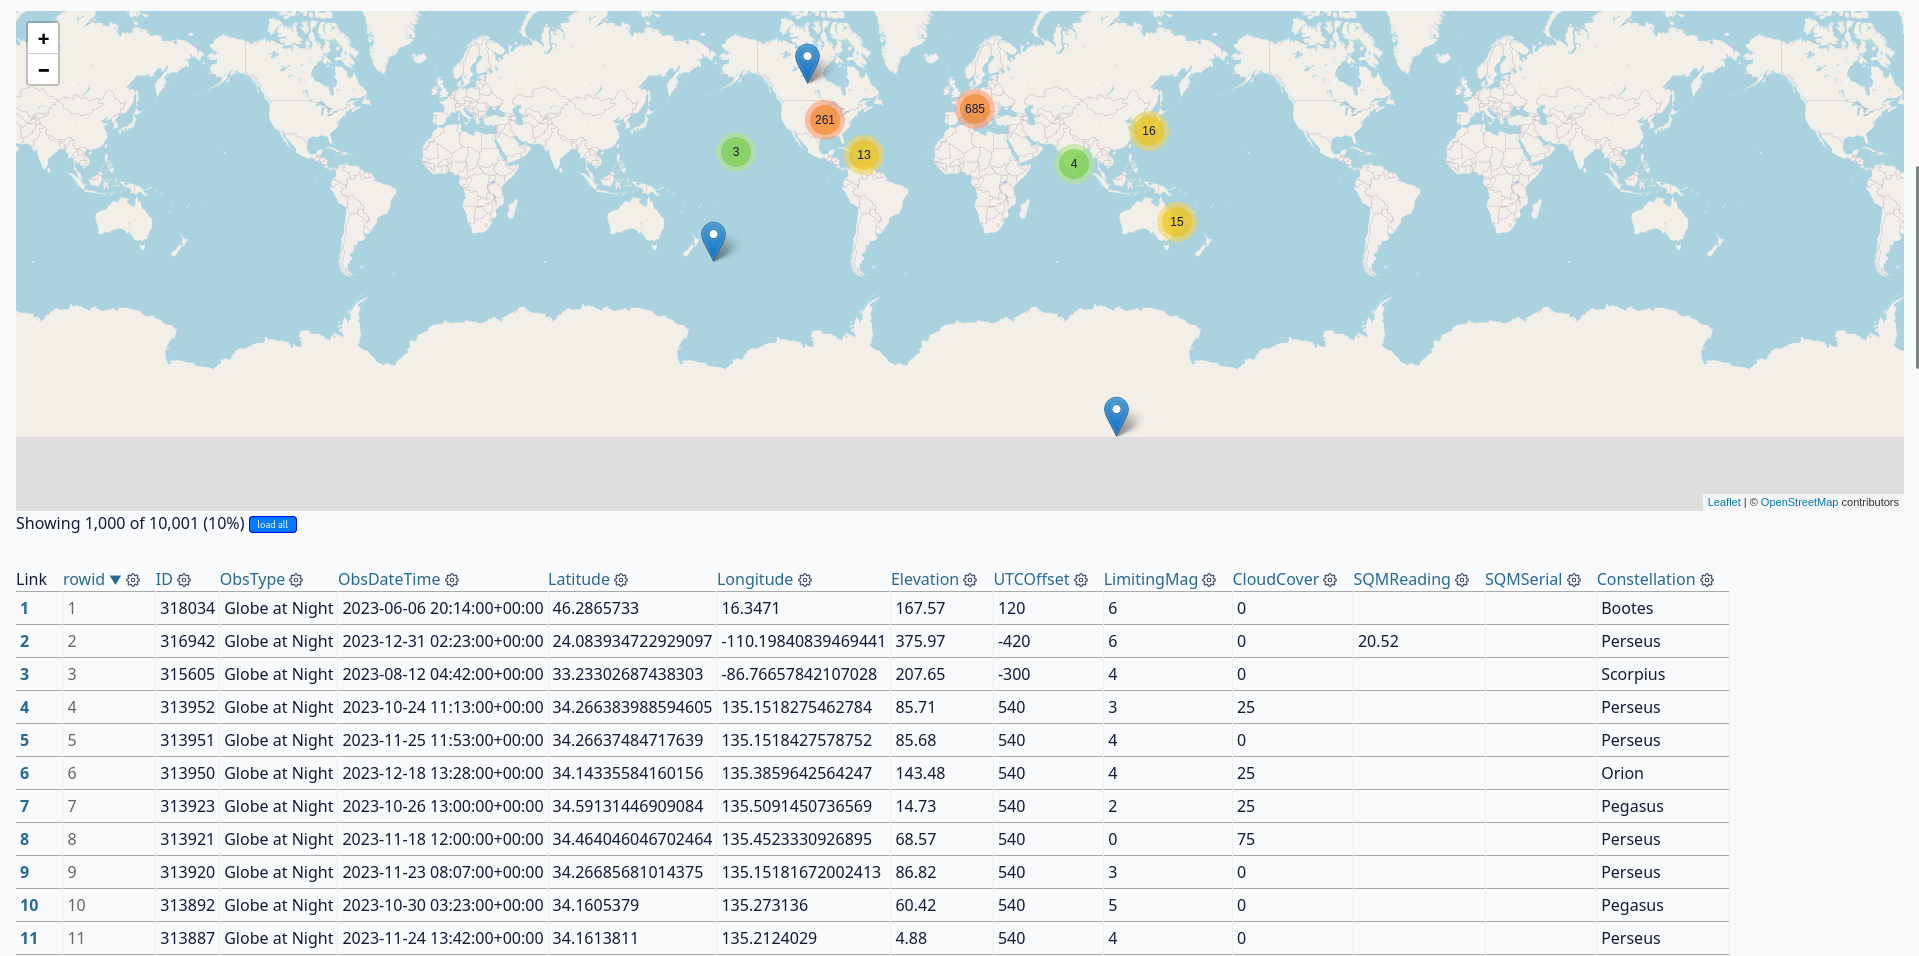 +
−
261
685
16
3
13
4
15
Leaflet | © OpenStreetMap contributors
Showing 1,000 of 10,001 (10%) load all
Link rowid ▼ ID ObsType ObsDateTime Latitude Longitude Elevation UTCOffset LimitingMag CloudCover SQMReading SQMSerial Constellation
1 1 318034 Globe at Night 2023-06-06 20:14:00+00:00 46.2865733 16.3471 167.57 120 6 0 Bootes
2 2 316942 Globe at Night 2023-12-31 02:23:00+00:00 24.083934722929097 -110.19840839469441 375.97 -420 6 0 20.52 Perseus
3 3 315605 Globe at Night 2023-08-12 04:42:00+00:00 33.23302687438303 -86.76657842107028 207.65 -300 4 0 Scorpius
4 4 313952 Globe at Night 2023-10-24 11:13:00+00:00 34.266383988594605 135.1518275462784 85.71 540 3 25 Perseus
5 5 313951 Globe at Night 2023-11-25 11:53:00+00:00 34.26637484717639 135.1518427578752 85.68 540 4 0 Perseus
6 6 313950 Globe at Night 2023-12-18 13:28:00+00:00 34.14335584160156 135.3859642564247 143.48 540 4 25 Orion
7 7 313923 Globe at Night 2023-10-26 13:00:00+00:00 34.59131446909084 135.5091450736569 14.73 540 2 25 Pegasus
8 8 313921 Globe at Night 2023-11-18 12:00:00+00:00 34.464046046702464 135.4523330926895 68.57 540 0 75 Perseus
9 9 313920 Globe at Night 2023-11-23 08:07:00+00:00 34.26685681014375 135.15181672002413 86.82 540 3 0 Perseus
10 10 313892 Globe at Night 2023-10-30 03:23:00+00:00 34.1605379 135.273136 60.42 540 5 0 Pegasus
11 11 313887 Globe at Night 2023-11-24 13:42:00+00:00 34.1613811 135.2124029 4.88 540 4 0 Perseus